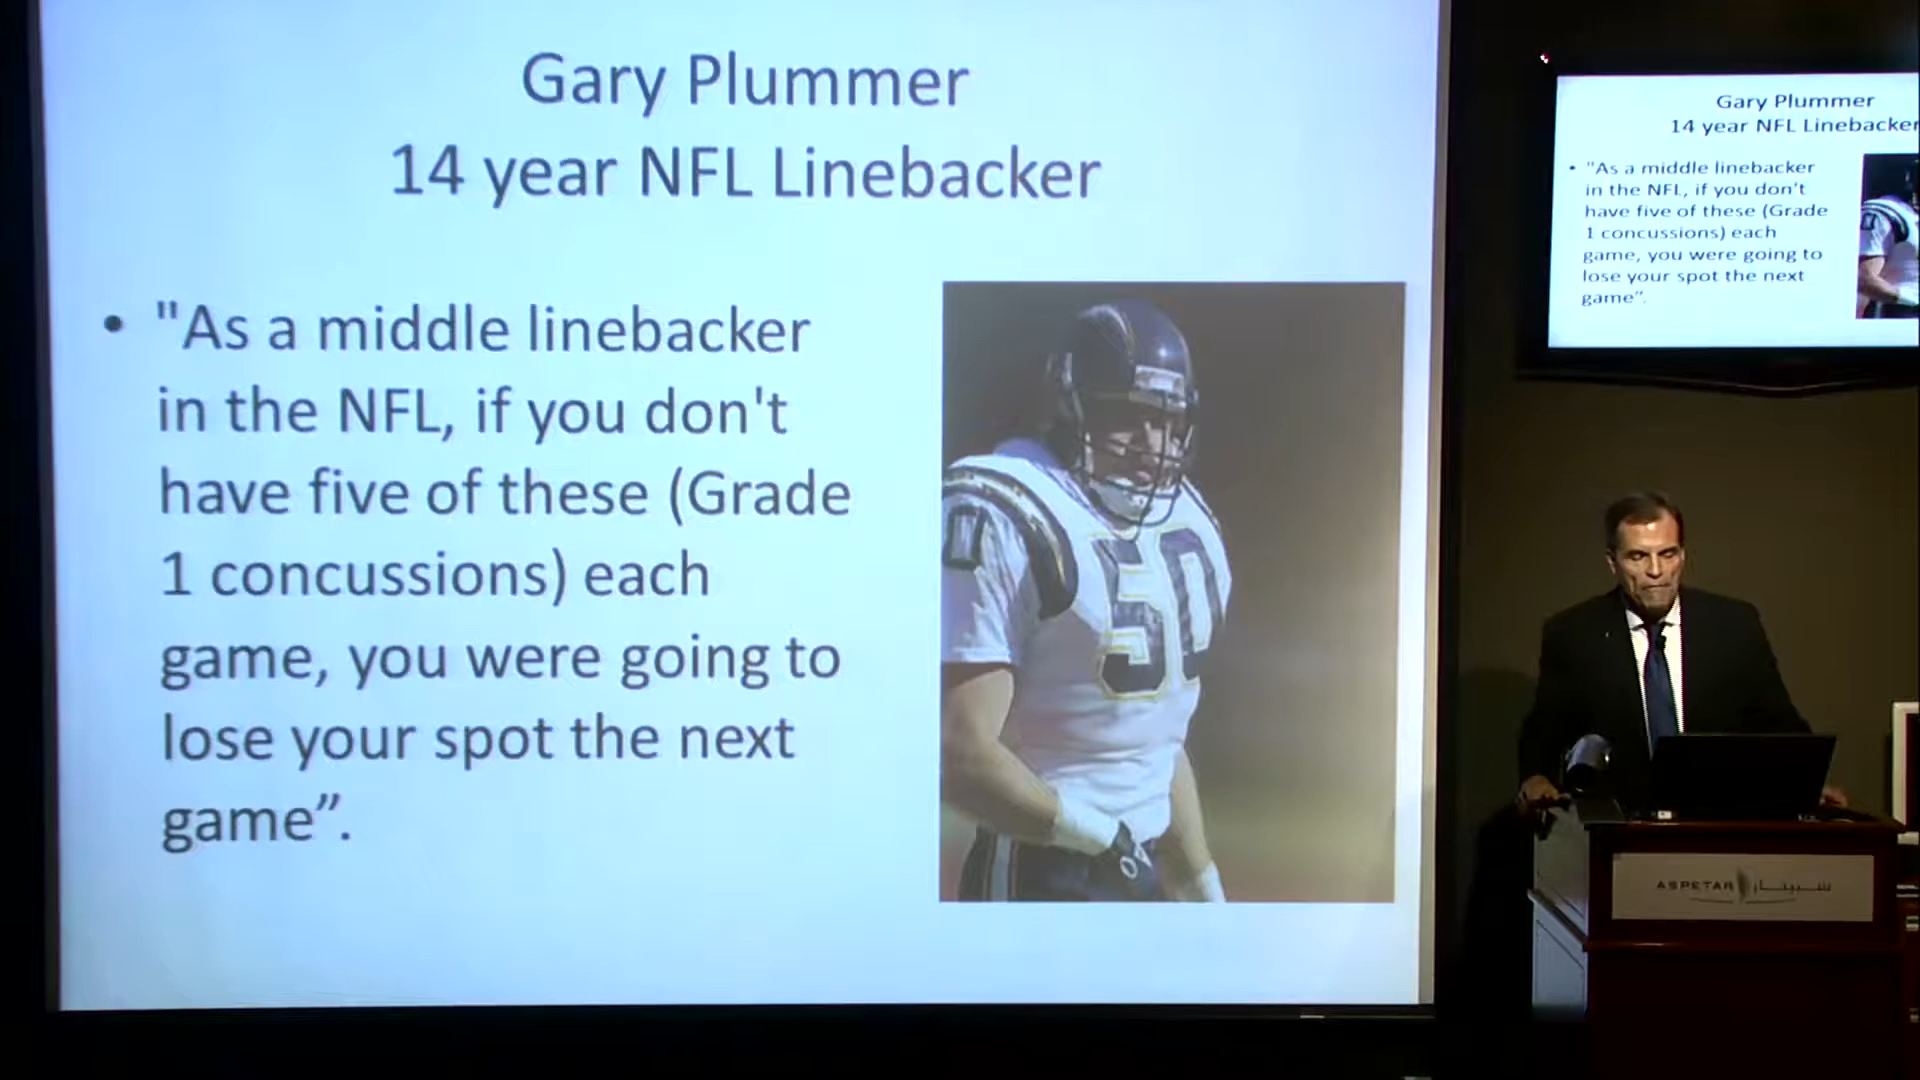 Gary Plummer
14 year NFL Linebacker
• "As a middle linebacker
in the NFL, if you don't
have five of these (Grade
1 concussions) each
game, you were going to
lose your spot the next
game”.
50
Gary Plummer
14 year NFL Linebacker
• "As a middle linebacker
in the NFL, if you don't
have five of these (Grade
1 concussions) each
game, you were going to
lose your spot the next
game”.
ASPETAR سبيتار